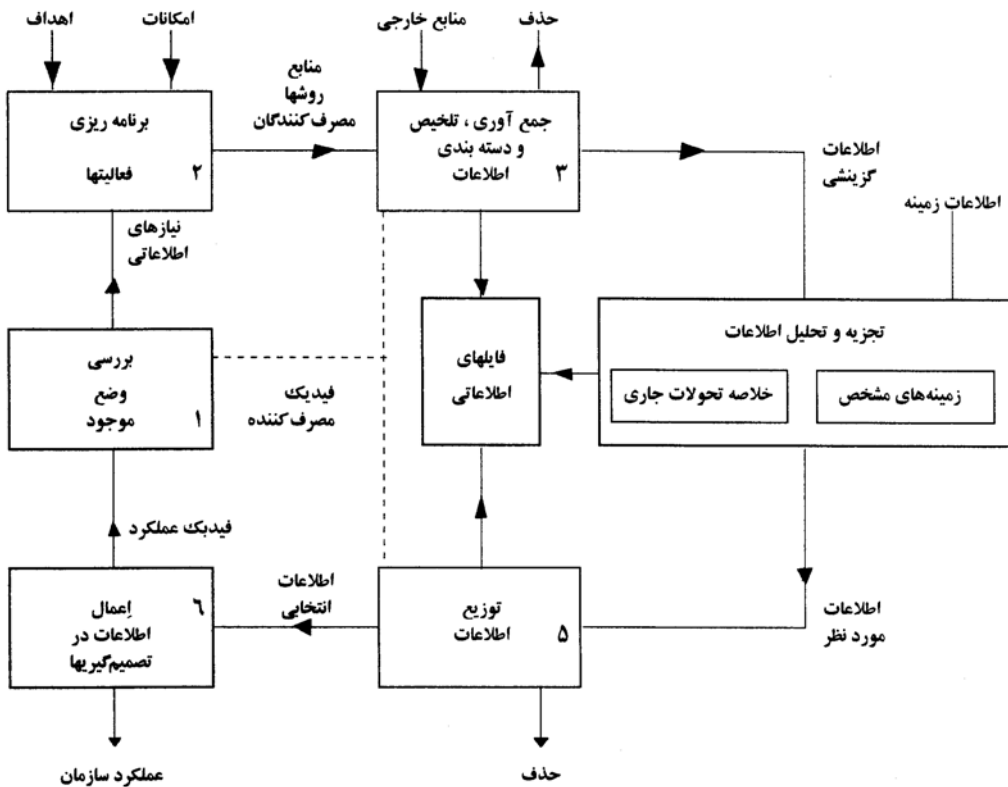 اهداف
امکانات
منابع خارجی
حذف
برنامه ریزی
فعالیتها
۲
منابع
روشها
مصرف کنندگان
جمع آوری ، تلخیص
و دسته بندی
اطلاعات
۳
اطلاعات
گزینشی
اطلاعات زمینه
نیازهای
اطلاعاتی
بررسی
وضع
موجود
۱
فیدیک
مصرف کننده
فایلهای
اطلاعاتی
تجزیه و تحلیل اطلاعات
زمینه‌های مشخص
خلاصه تحولات جاری
فیدبک عملکرد
اِعمال
اطلاعات در
تصمیم‌گیریها
٦
اطلاعات
انتخابی
توزیع
اطلاعات
۵
اطلاعات
مورد نظر
عملکرد سازمان
حذف